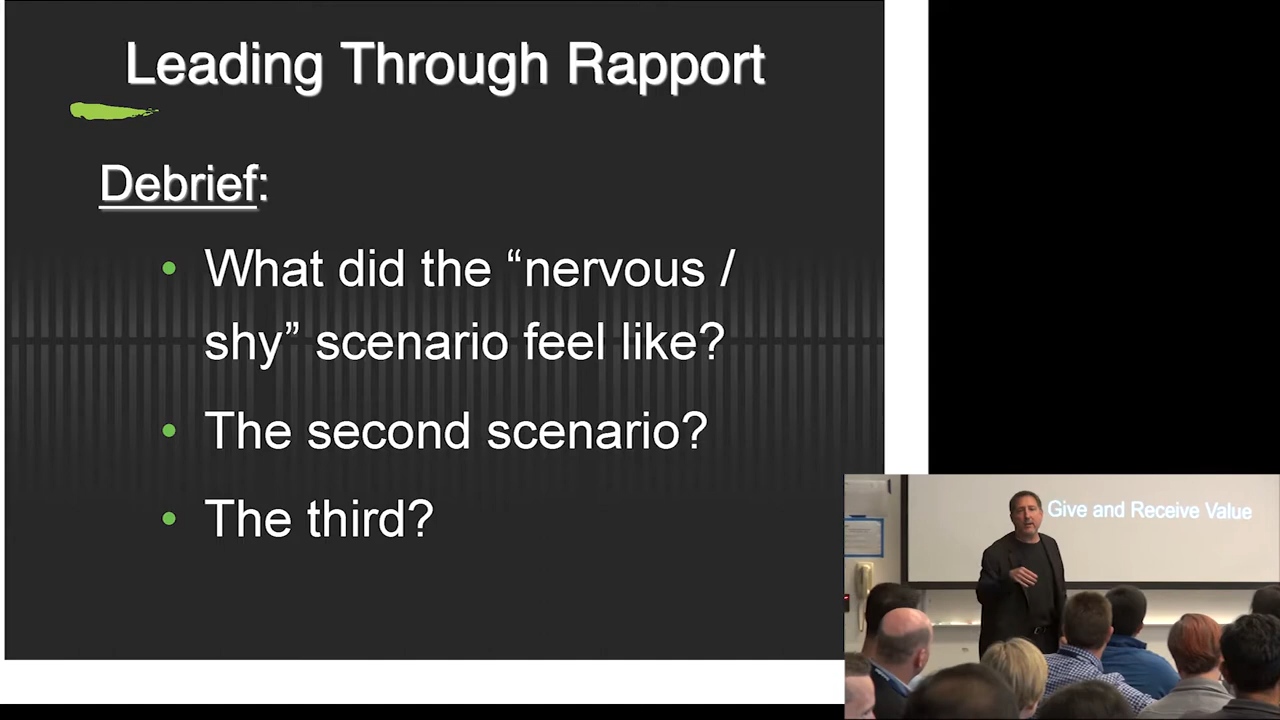 Leading Through Rapport
Debrief:
• What did the “nervous /
shy” scenario feel like?
• The second scenario?
• The third?
Give and Receive Value